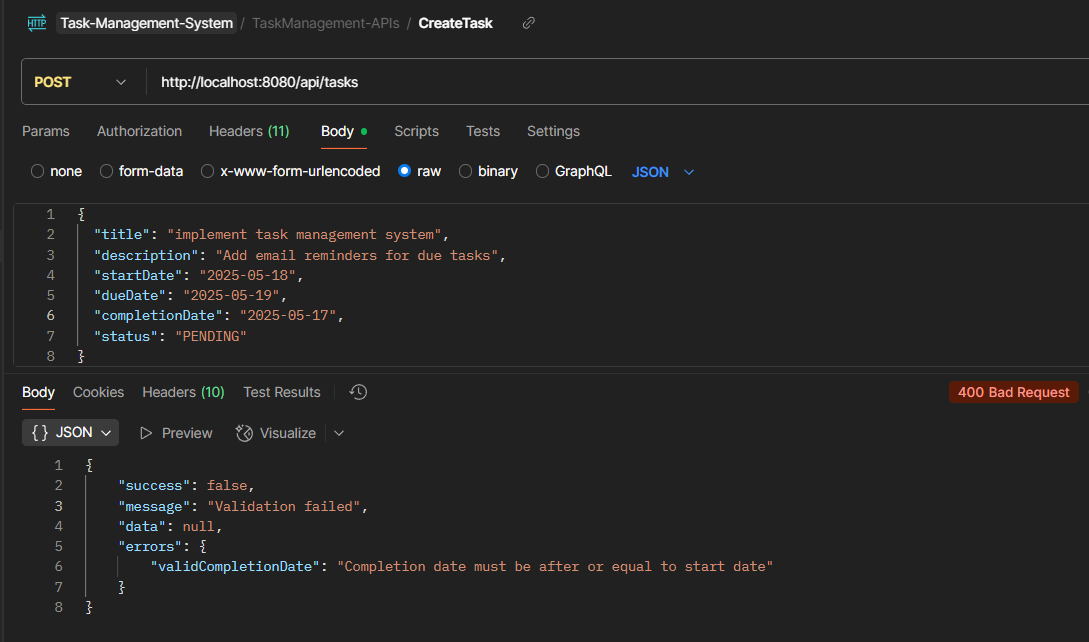 HTTP Task-Management-System / TaskManagement-APIs / CreateTask
POST http://localhost:8080/api/tasks
Params Authorization Headers (11) Body Scripts Tests Settings
none form-data x-www-form-urlencoded raw binary GraphQL JSON
1 {
2 "title": "implement task management system",
3 "description": "Add email reminders for due tasks",
4 "startDate": "2025-05-18",
5 "dueDate": "2025-05-19",
6 "completionDate": "2025-05-17",
7 "status": "PENDING"
8 }
Body Cookies Headers (10) Test Results 400 Bad Request
{} JSON Preview Visualize
1 {
2 "success": false,
3 "message": "Validation failed",
4 "data": null,
5 "errors": {
6 "validCompletionDate": "Completion date must be after or equal to start date"
7 }
8 }